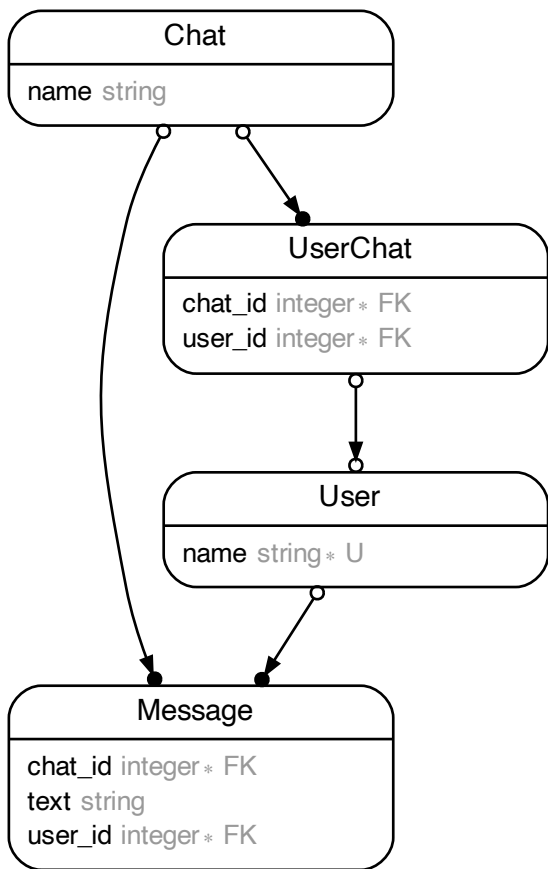 Chat
name string
UserChat
chat_id integer* FK
user_id integer* FK
User
name string* U
Message
chat_id integer* FK
text string
user_id integer* FK